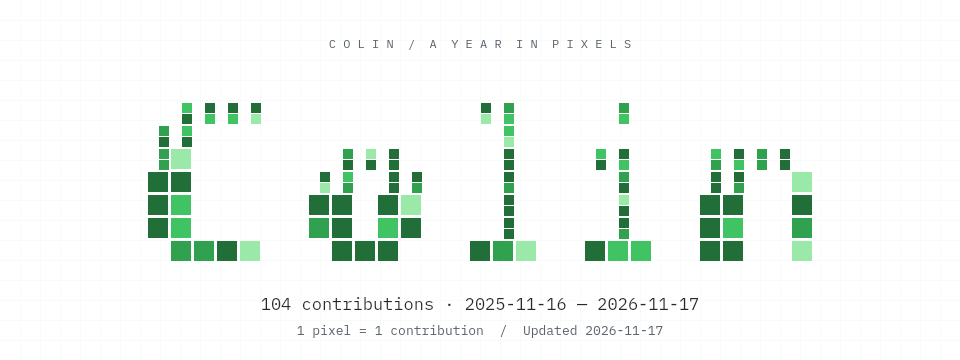 COLIN / A YEAR IN PIXELS
Colin
104 contributions · 2025-11-16 — 2026-11-17
1 pixel = 1 contribution / Updated 2026-11-17